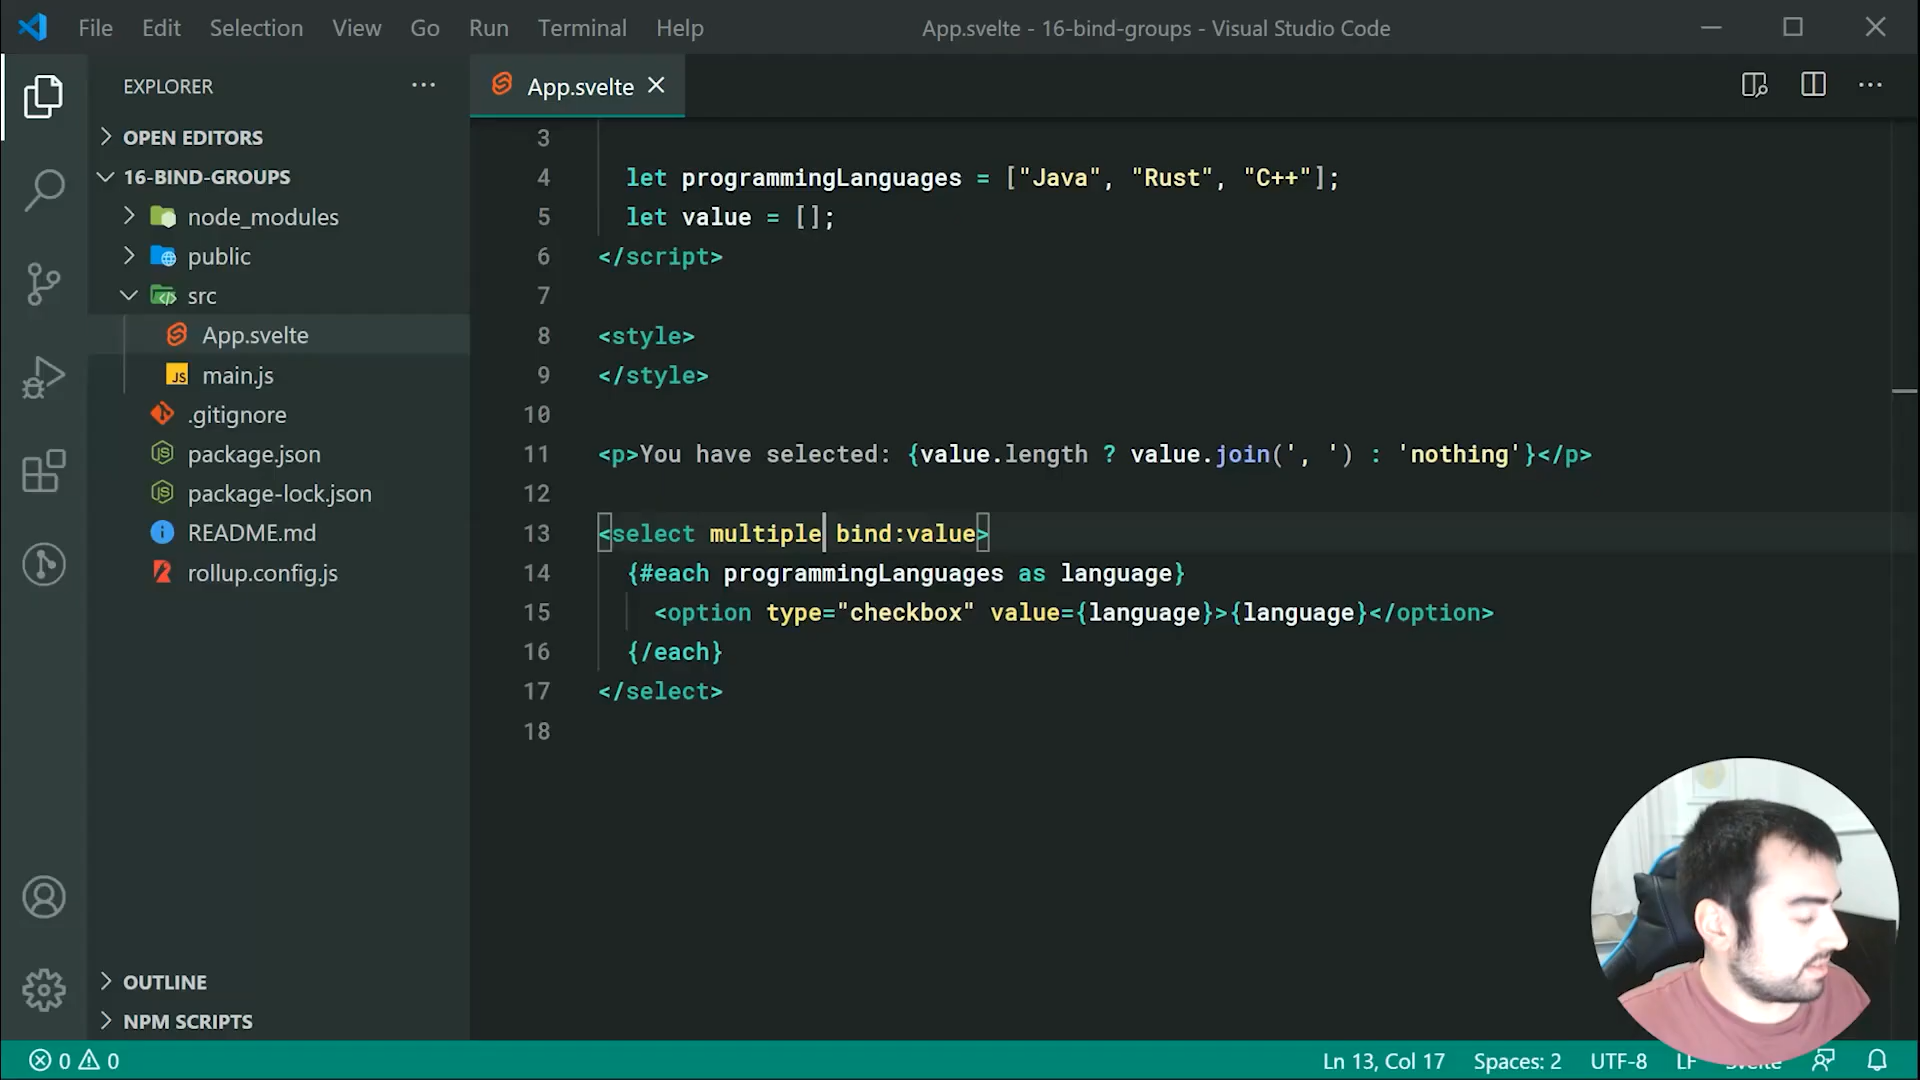 File Edit Selection View Go Run Terminal Help
App.svelte - 16-bind-groups - Visual Studio Code
EXPLORER
OPEN EDITORS
16-BIND-GROUPS
node_modules
public
src
App.svelte
JS main.js
.gitignore
package.json
package-lock.json
README.md
rollup.config.js
OUTLINE
NPM SCRIPTS
App.svelte
3
4 let programmingLanguages = ["Java", "Rust", "C++"];
5 let value = [];
6 </script>
7
8 <style>
9 </style>
10
11 <p>You have selected: {value.length ? value.join(', ') : 'nothing'}</p>
12
13 <select multiple bind:value>
14 {#each programmingLanguages as language}
15 <option type="checkbox" value={language}>{language}</option>
16 {/each}
17 </select>
18
0 0
Ln 13, Col 17 Spaces: 2 UTF-8 LF Svelte